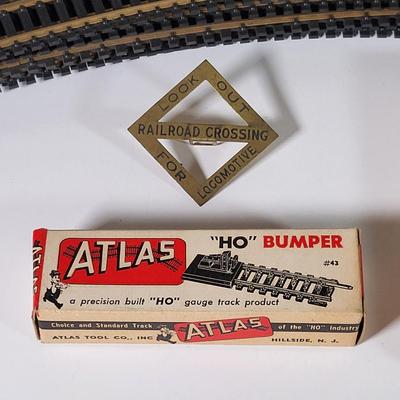 LOOK OUT
RAILROAD CROSSING
FOR LOCOMOTIVE
ATLAS
"HO" BUMPER
#43
a precision built "HO" gauge track product
Choice and Standard Track ATLAS of the "HO" Industry
ATLAS TOOL CO., INC HILLSIDE, N. J.
ATLAS